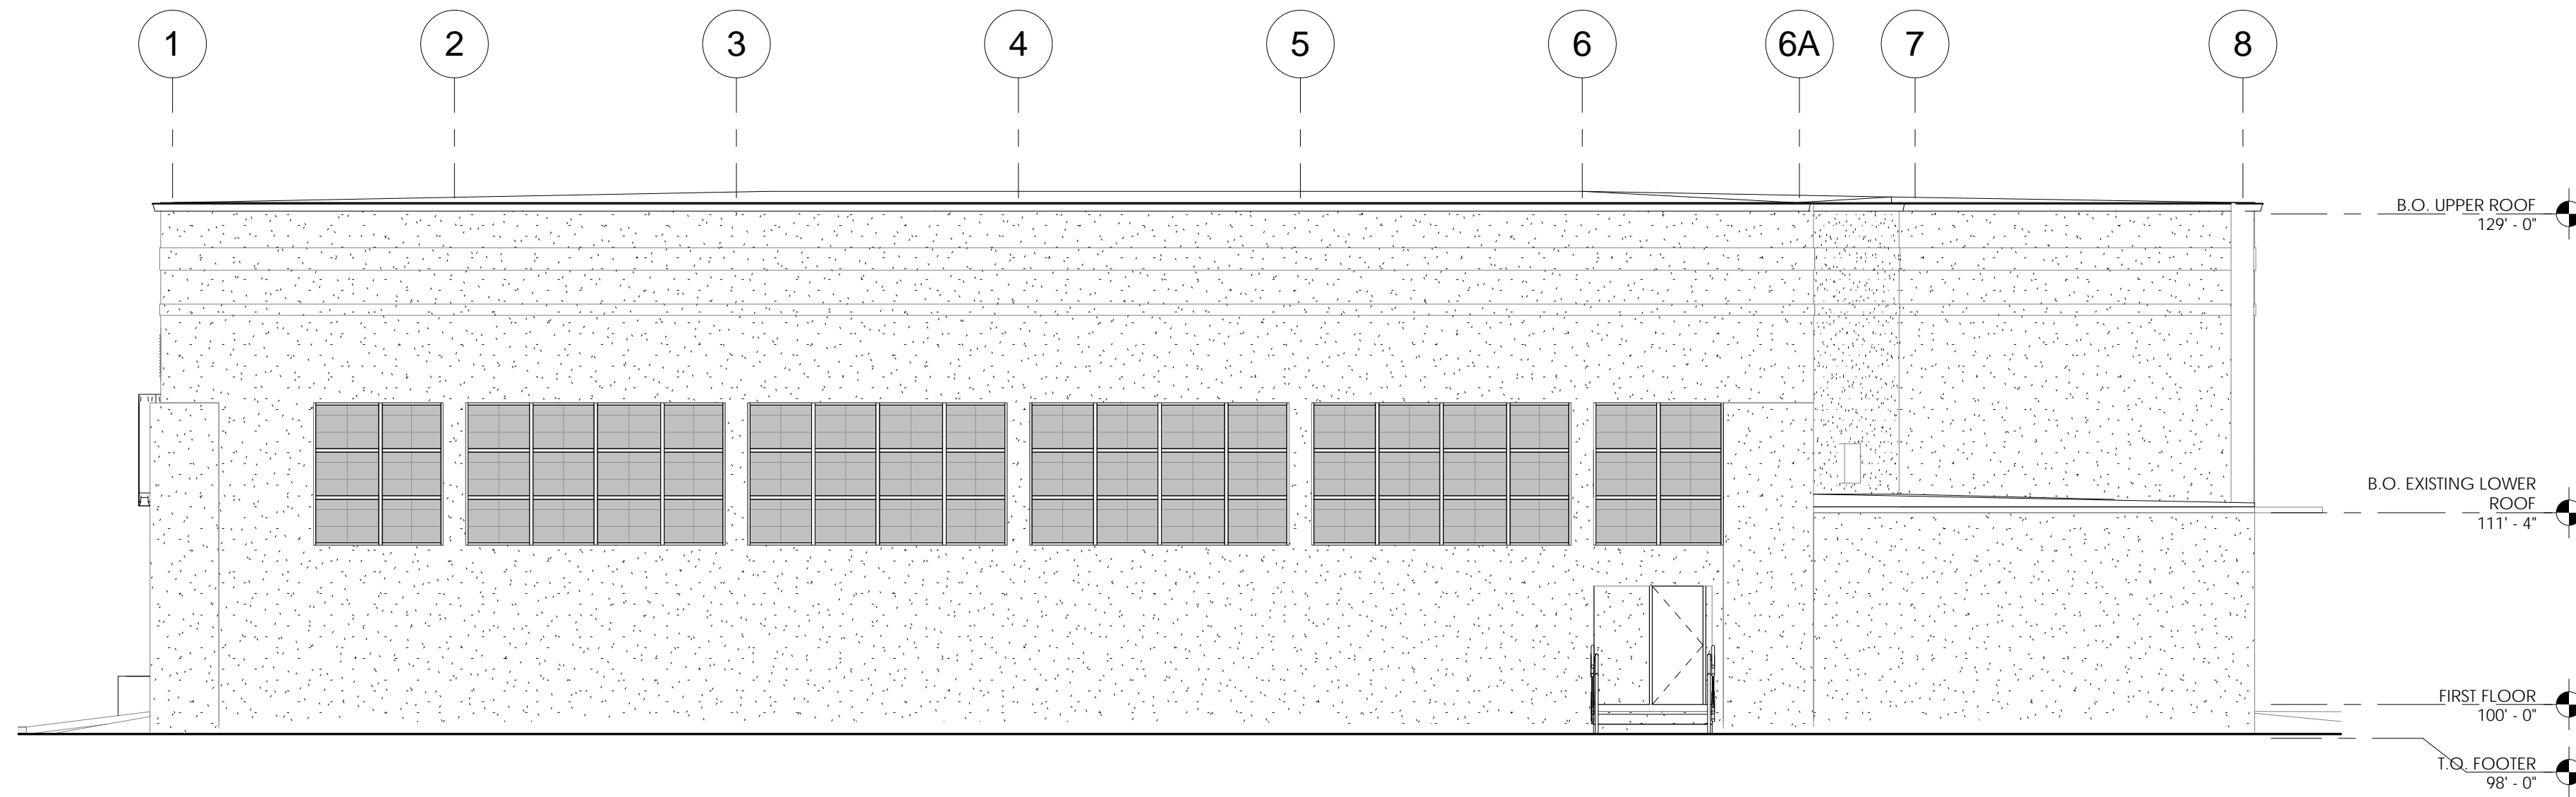 1
2
3
4
5
6
6A
7
8
B.O. UPPER ROOF
129' - 0"
B.O. EXISTING LOWER
ROOF
111' - 4"
FIRST FLOOR
100' - 0"
T.O. FOOTER
98' - 0"